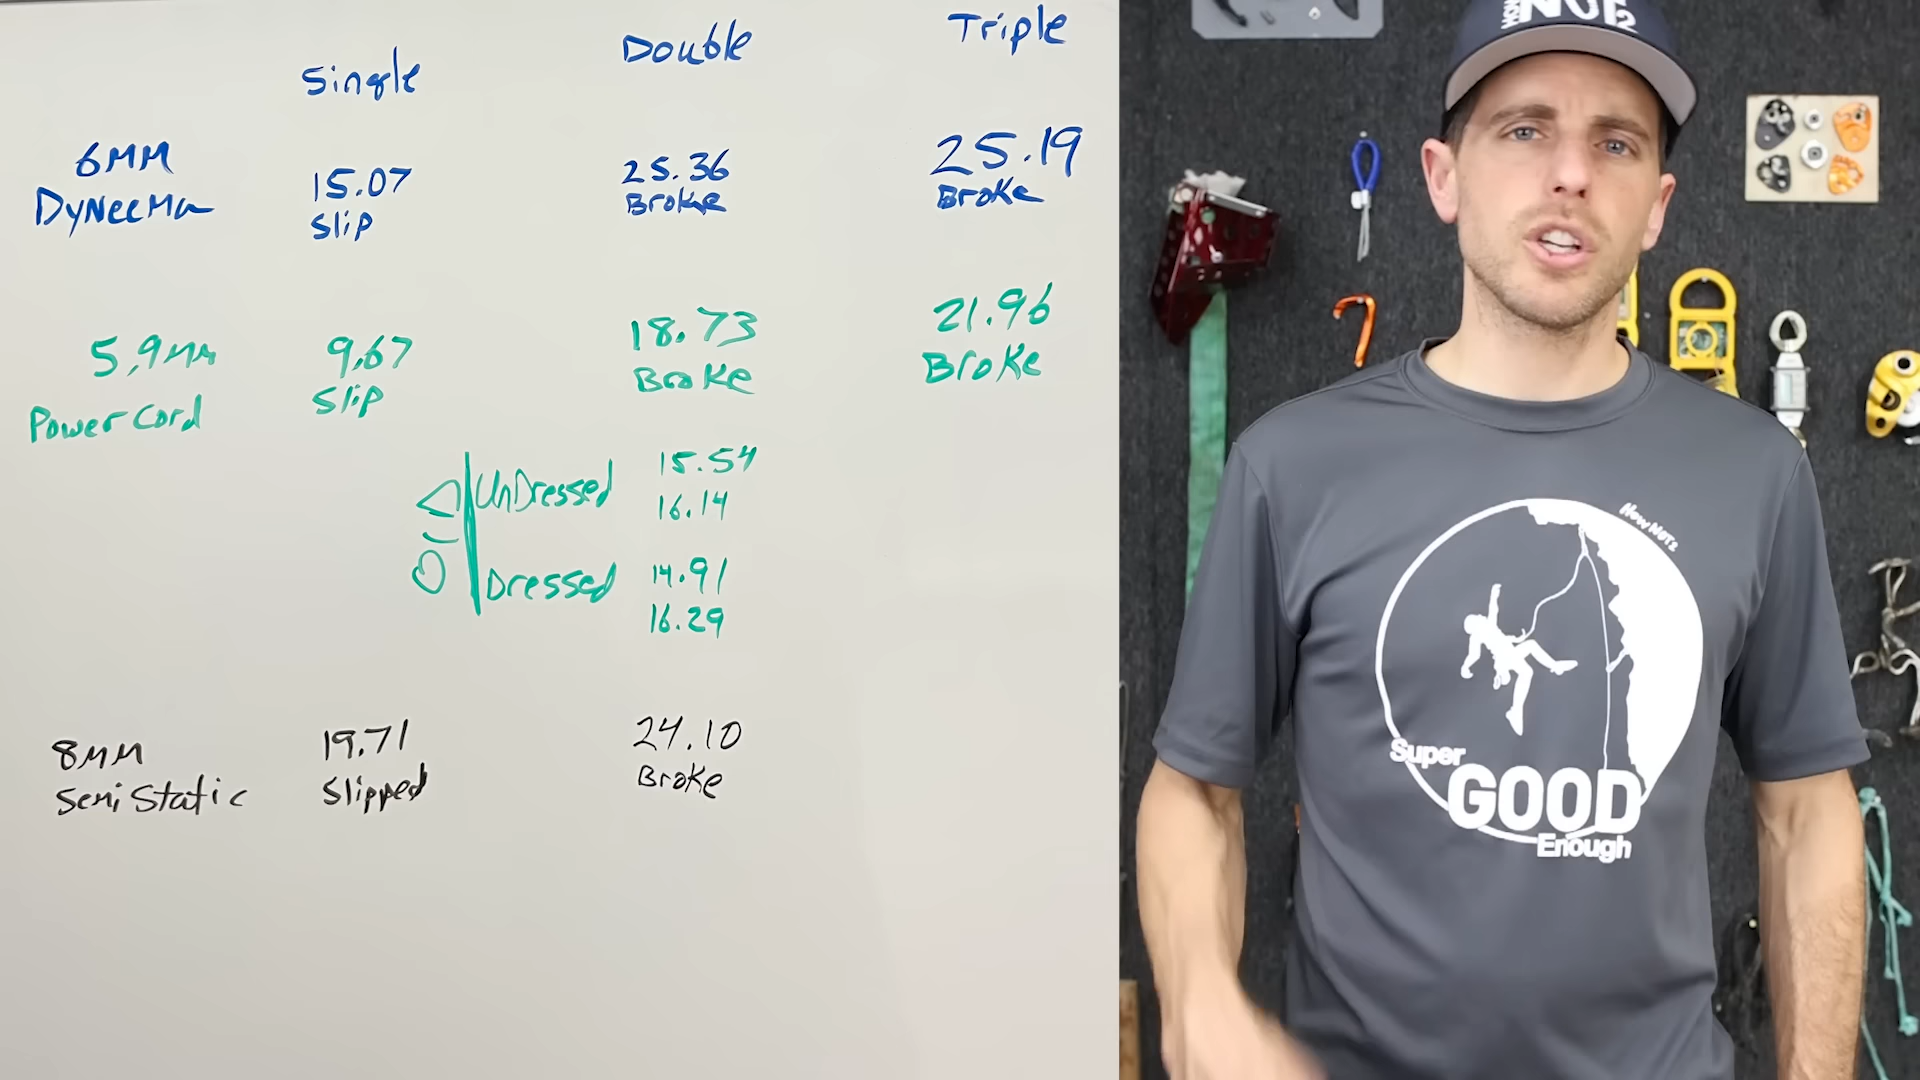 Single
Double
Triple
6MM
DyNeeMa
15.07
Slip
25.36
Broke
25.19
Broke
5,9MM
Power Cord
9.67
Slip
18.73
Broke
21.96
Broke
UnDressed
15.54
16.14
Dressed
14.91
16.29
8MM
Semi Static
19.71
Slipped
24.10
Broke
HowNOT2
Super
GOOD
Enough